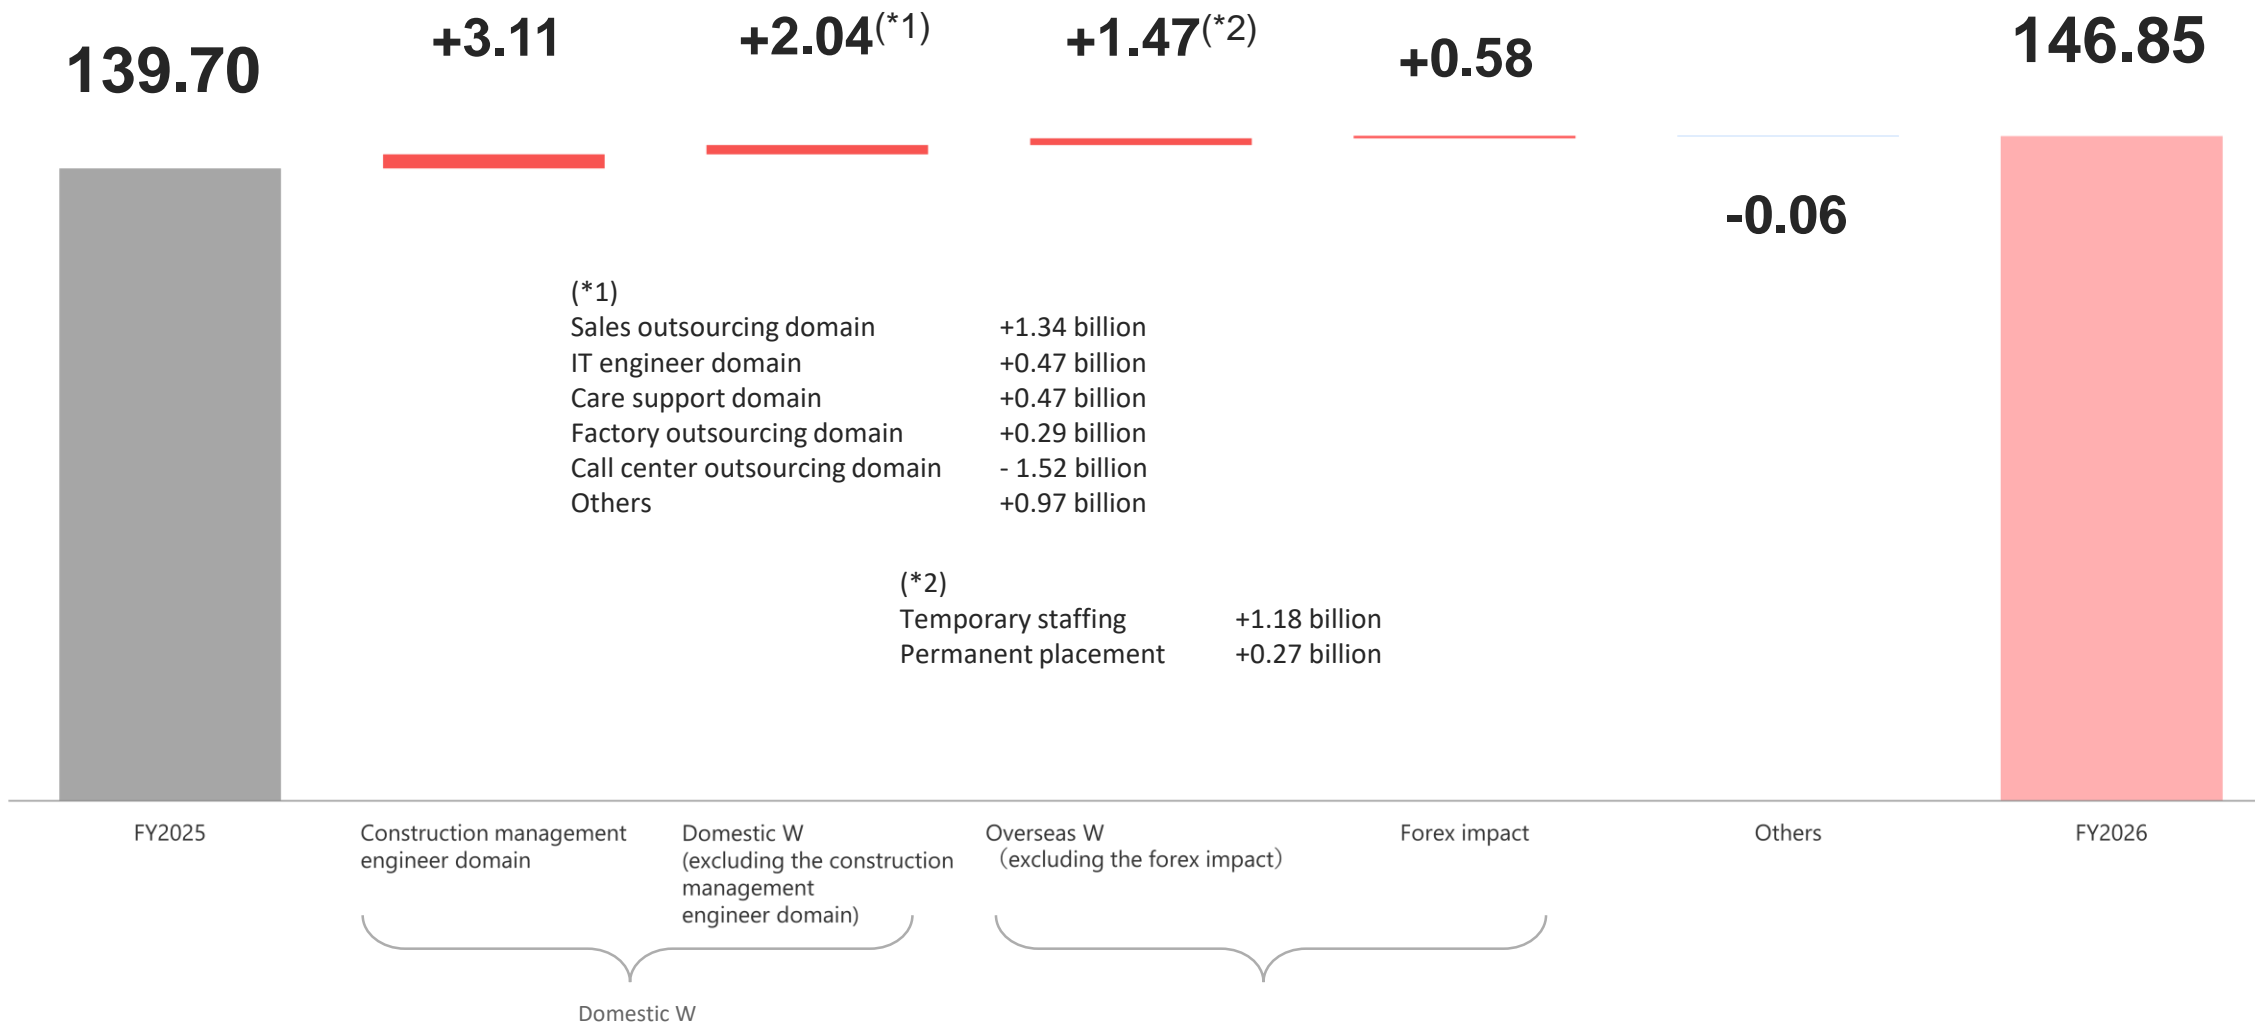 139.70
+3.11
+2.04(*1)
+1.47(*2)
+0.58
-0.06
146.85
(*1)
Sales outsourcing domain +1.34 billion
IT engineer domain +0.47 billion
Care support domain +0.47 billion
Factory outsourcing domain +0.29 billion
Call center outsourcing domain - 1.52 billion
Others +0.97 billion
(*2)
Temporary staffing +1.18 billion
Permanent placement +0.27 billion
FY2025
Construction management
engineer domain
Domestic W
(excluding the construction
management
engineer domain)
Overseas W
（excluding the forex impact）
Forex impact
Others
FY2026
Domestic W